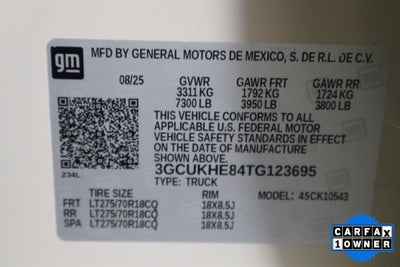 gm
MFD BY GENERAL MOTORS DE MEXICO, S. DE R.L. DE C.V.
08/25 GVWR GAWR FRT GAWR RR
3311 KG 1792 KG 1724 KG
7300 LB 3950 LB 3800 LB
THIS VEHICLE CONFORMS TO ALL
APPLICABLE U.S. FEDERAL MOTOR
VEHICLE SAFETY STANDARDS IN EFFECT
ON THE DATE OF MANUFACTURE
SHOWN ABOVE.
3GCUKHE84TG123695
234L TYPE: TRUCK
TIRE SIZE RIM MODEL: 45CK10543
FRT LT275/70R18CQ 18X8.5J
RR LT275/70R18CQ 18X8.5J
SPA LT275/70R18CQ 18X8.5J
CARFAX
1 OWNER